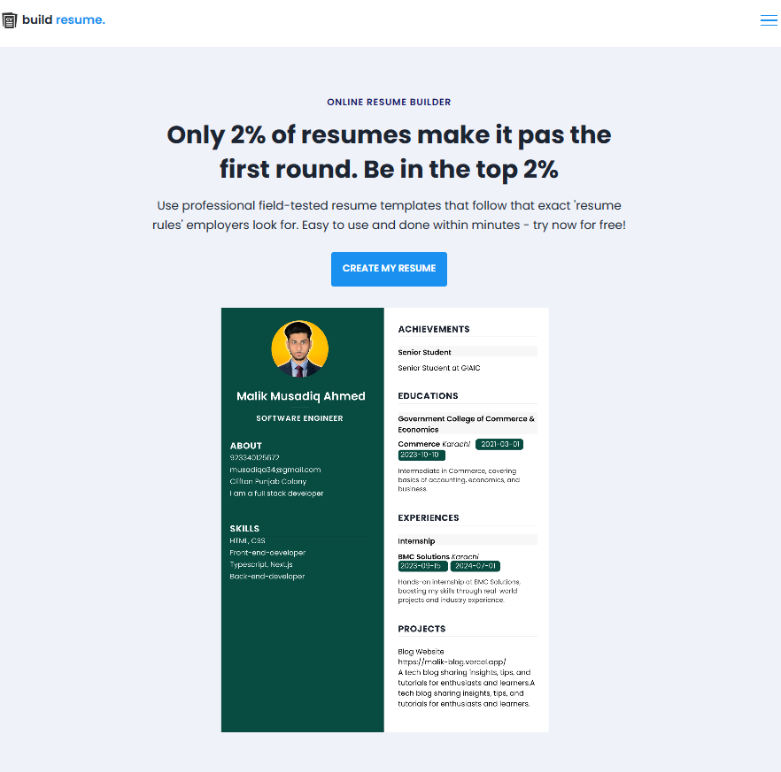 build resume.
ONLINE RESUME BUILDER
Only 2% of resumes make it pas the
first round. Be in the top 2%
Use professional field-tested resume templates that follow that exact 'resume
rules' employers look for. Easy to use and done within minutes - try now for free!
CREATE MY RESUME
Malik Musadiq Ahmed
SOFTWARE ENGINEER
ABOUT
923340125672
musadiqa34@gmail.com
Cliftian Punjab Colony
I am a full stack developer
SKILLS
HTML, CSS
Front-end-developer
Typescript, Next.js
Back-end-developer
ACHIEVEMENTS
Senior Student
Senior Student at GIAIC
EDUCATIONS
Government College of Commerce &
Economics
Commerce Karachi 2021-03-01
2023-10-10
Intermediate in Commerce, covering
basics of accounting, economics, and
business.
EXPERIENCES
Internship
BMC Solutions Karachi
2023-09-15 2024-07-01
Hands-on internship at BMC Solutions,
boosting my skills through real-world
projects and industry experience.
PROJECTS
Blog Website
https://malik-blog.vercel.app/
A tech blog sharing insights, tips, and
tutorials for enthusiasts and learners.A
tech blog sharing insights, tips, and
tutorials for enthusiasts and learners.